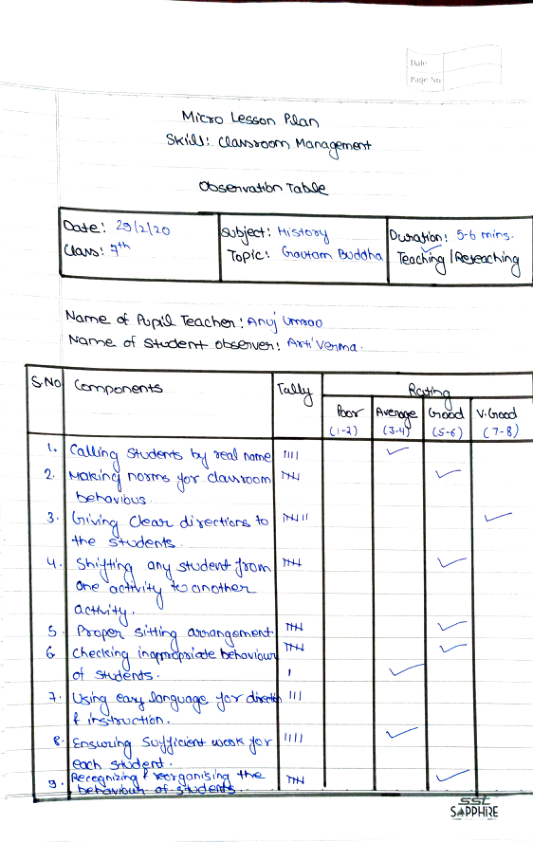 Date
Page No
Micro Lesson Plan
Skill: Classroom Management
Observation Table
Date: 29/2/20
Class: 7th
Subject: History
Topic: Gautam Buddha
Duration: 5-6 mins.
Teaching / Reteaching
Name of Pupil Teacher: Anuj Umrao
Name of Student observer: Arti Verma.
S.No Components Tally Rating
Poor Average Good V.Good
(1-2) (3-4) (5-6) (7-8)
1. Calling Students by real name
2. Making norms for classroom
behaviour
3. Giving Clear directions to
the students.
4. Shifting any student from
one activity to another
activity.
5. Proper sitting arrangement.
6 Checking inappropriate behaviour
of students.
7. Using easy language for directn
& instruction.
8. Ensuring Sufficient work for
each student.
9. Recognizing & reorganising the
behaviour of students
SST
SAPPHIRE